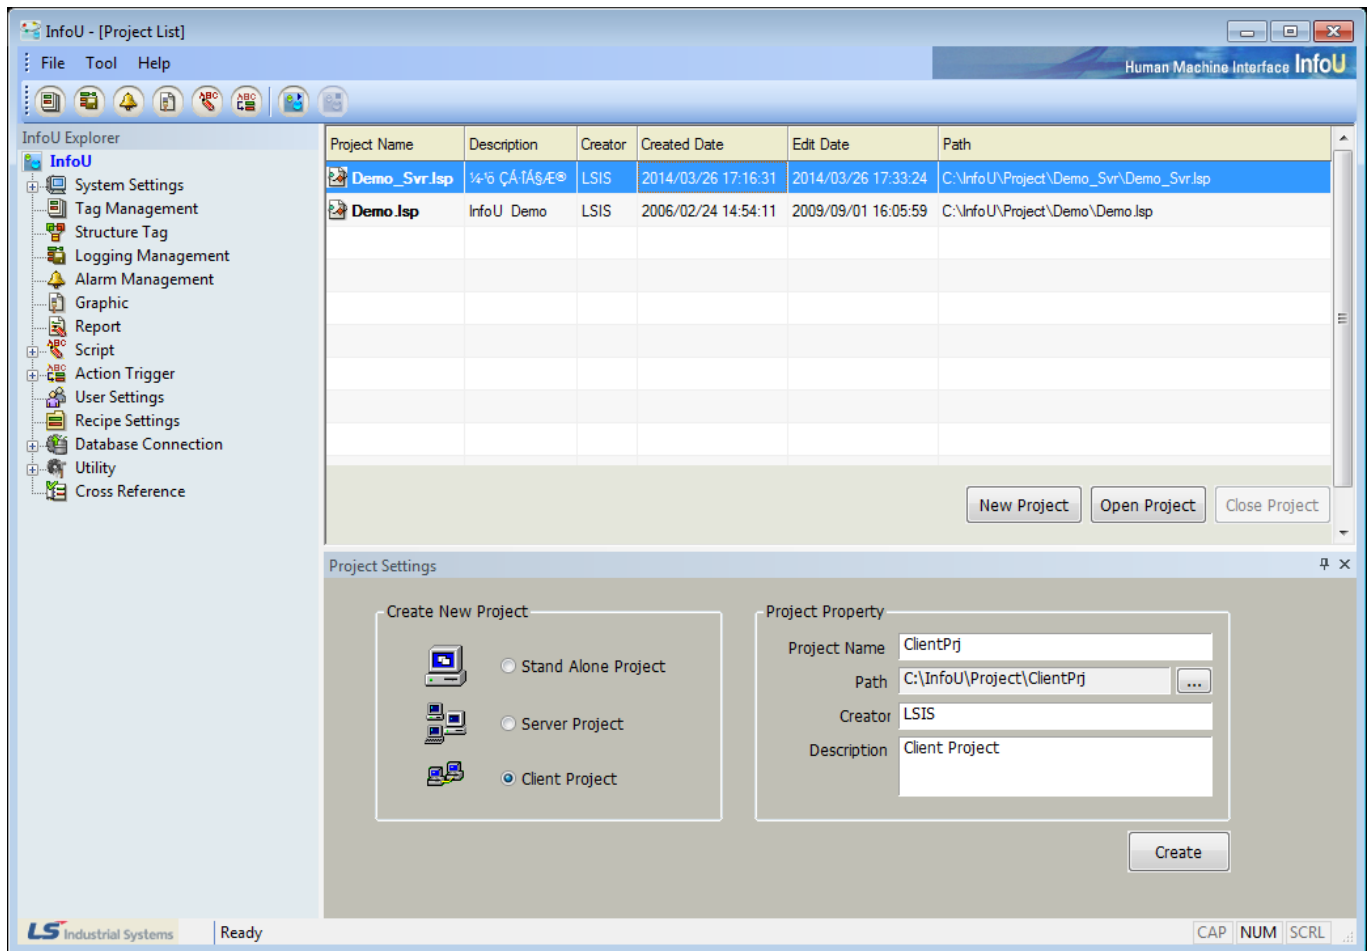 InfoU - [Project List]
File Tool Help
Human Machine Interface InfoU
InfoU Explorer
InfoU
System Settings
Tag Management
Structure Tag
Logging Management
Alarm Management
Graphic
Report
Script
Action Trigger
User Settings
Recipe Settings
Database Connection
Utility
Cross Reference
Project Name Description Creator Created Date Edit Date Path
Demo_Svr.lsp LSIS 2014/03/26 17:16:31 2014/03/26 17:33:24 C:\InfoU\Project\Demo_Svr\Demo_Svr.lsp
Demo.lsp InfoU Demo LSIS 2006/02/24 14:54:11 2009/09/01 16:05:59 C:\InfoU\Project\Demo\Demo.lsp
New Project Open Project Close Project
Project Settings
Create New Project
Stand Alone Project
Server Project
Client Project
Project Property
Project Name ClientPrj
Path C:\InfoU\Project\ClientPrj ...
Creator LSIS
Description Client Project
Create
LS Industrial Systems Ready CAP NUM SCRL